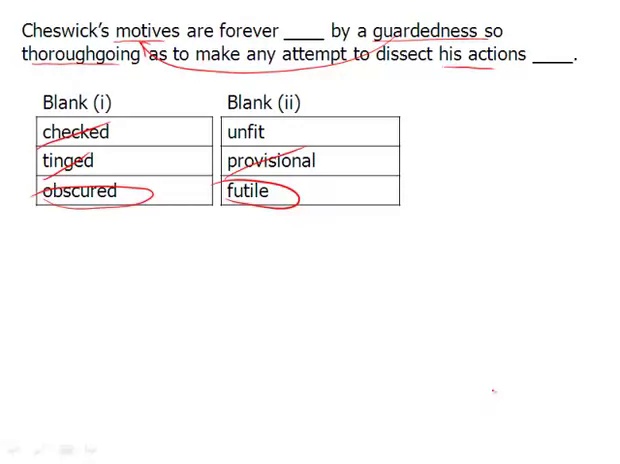 Cheswick’s motives are forever ____ by a guardedness so
thoroughgoing as to make any attempt to dissect his actions ____.
Blank (i) Blank (ii)
checked unfit
tinged provisional
obscured futile